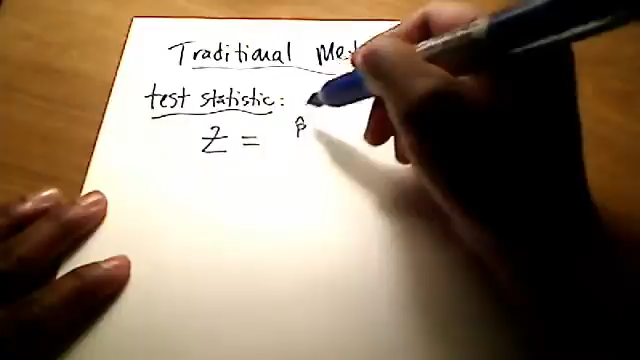 Traditional
test statistic:
Z = p̂